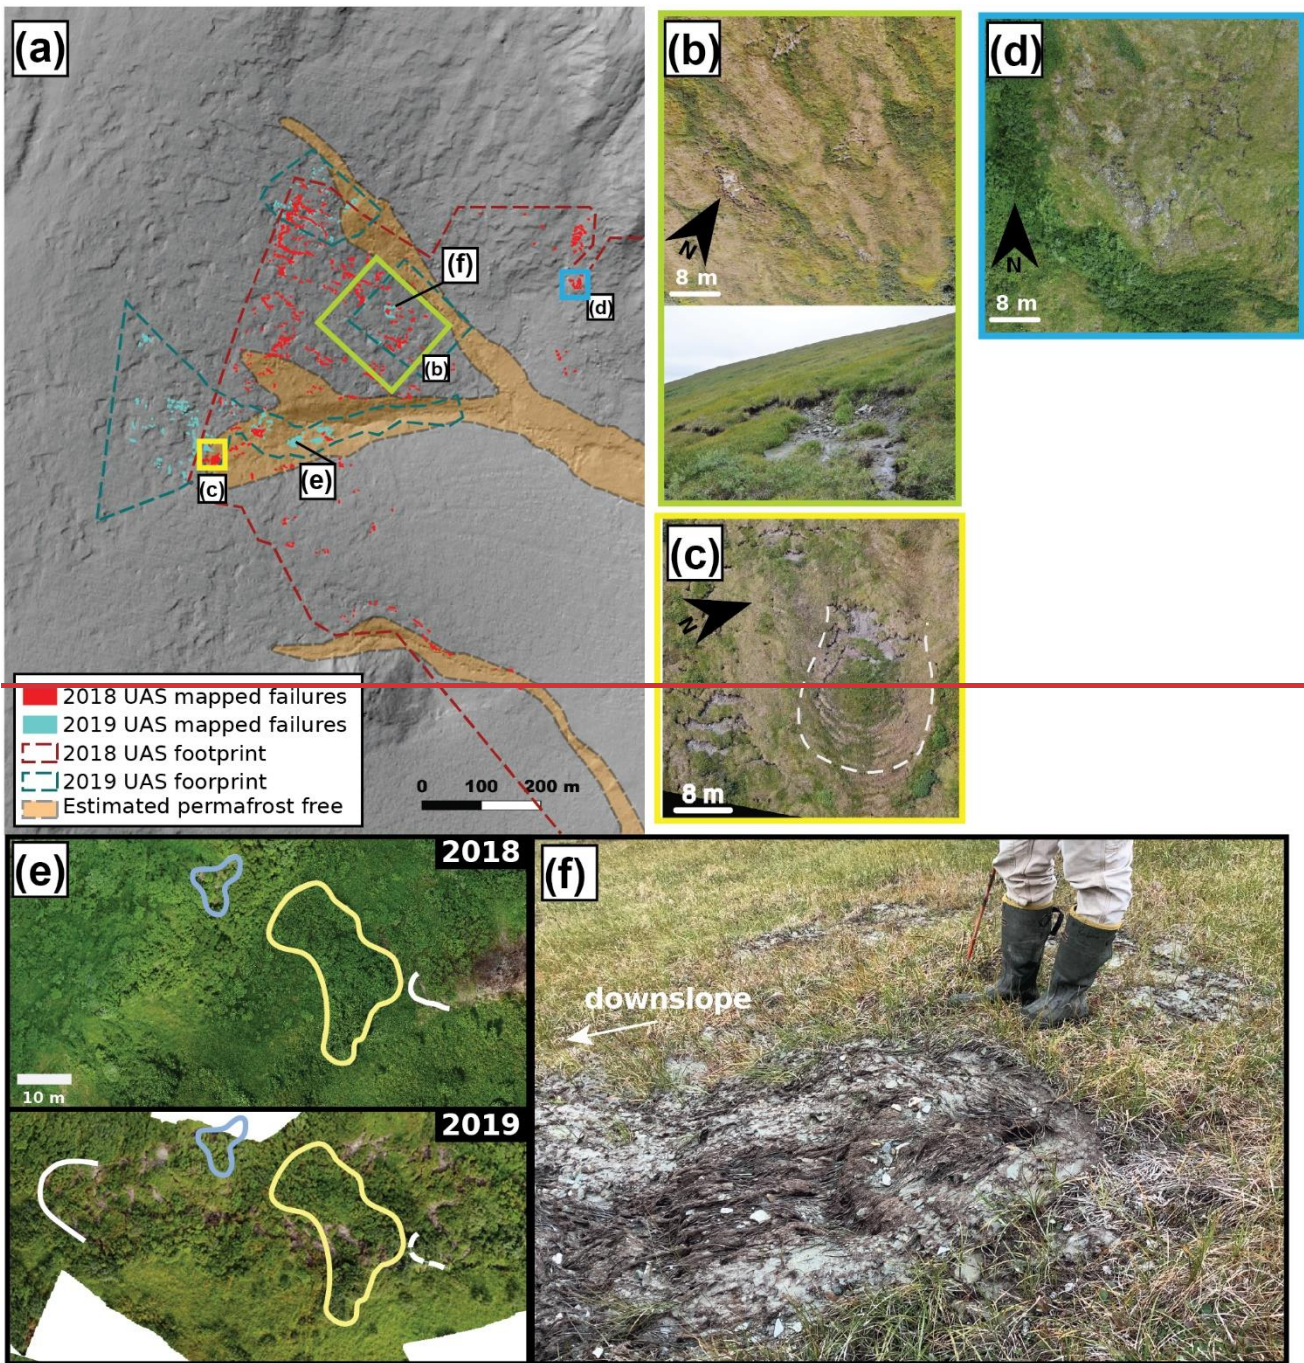 (a)
(f)
(d)
(b)
(e)
(c)
2018 UAS mapped failures
2019 UAS mapped failures
2018 UAS footprint
2019 UAS foorprint
Estimated permafrost free
0 100 200 m
(b)
N
8 m
(d)
N
8 m
(c)
N
8 m
(e)
2018
10 m
2019
(f)
downslope